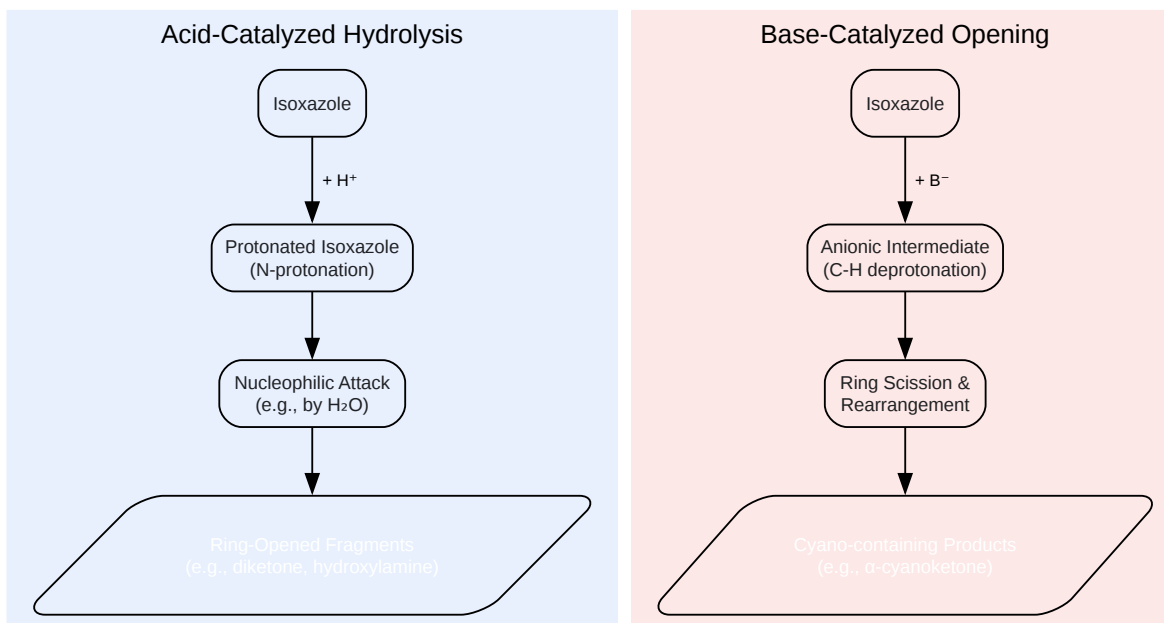 Acid-Catalyzed Hydrolysis
Isoxazole
+ H⁺
Protonated Isoxazole
(N-protonation)
Nucleophilic Attack
(e.g., by H₂O)
Ring-Opened Fragments
(e.g., diketone, hydroxylamine)
Base-Catalyzed Opening
Isoxazole
+ B⁻
Anionic Intermediate
(C-H deprotonation)
Ring Scission &
Rearrangement
Cyano-containing Products
(e.g., α-cyanoketone)